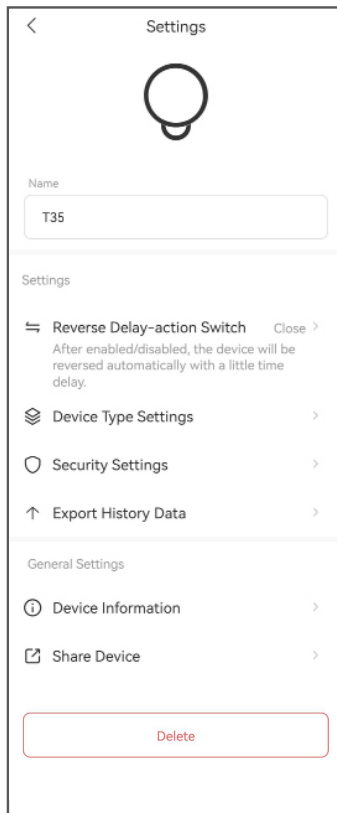 Settings
Name
T35
Settings
Reverse Delay-action Switch Close
After enabled/disabled, the device will be
reversed automatically with a little time
delay.
Device Type Settings
Security Settings
Export History Data
General Settings
Device Information
Share Device
Delete